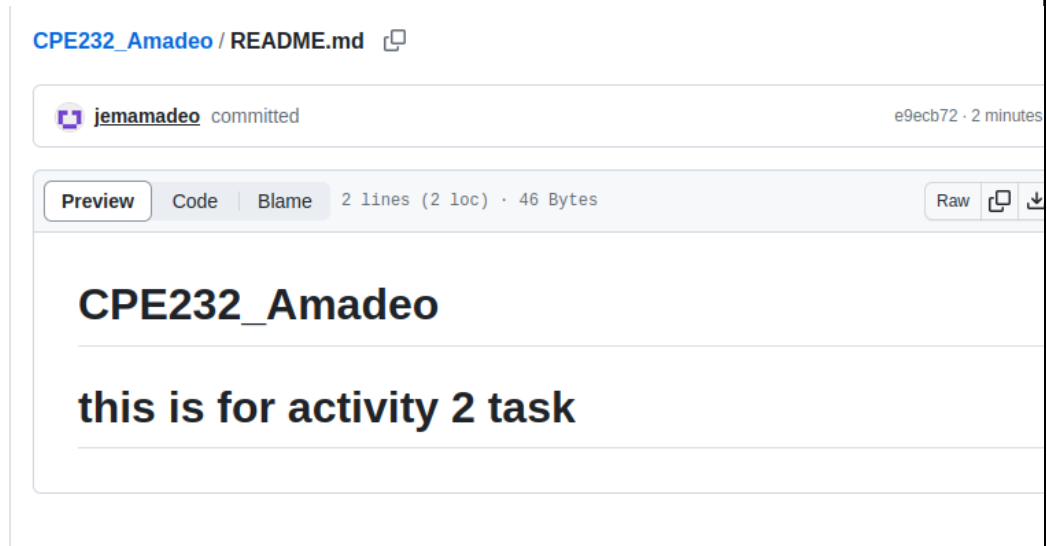 CPE232_Amadeo / README.md
jemamadeo committed
e9ecb72 · 2 minutes
Preview Code Blame 2 lines (2 loc) · 46 Bytes Raw
CPE232_Amadeo
this is for activity 2 task